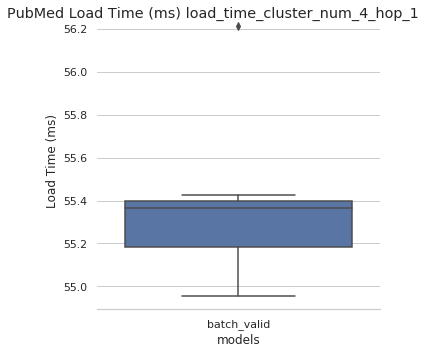 PubMed Load Time (ms) load_time_cluster_num_4_hop_1
56.2
56.0
55.8
55.6
55.4
55.2
55.0
Load Time (ms)
batch_valid
models